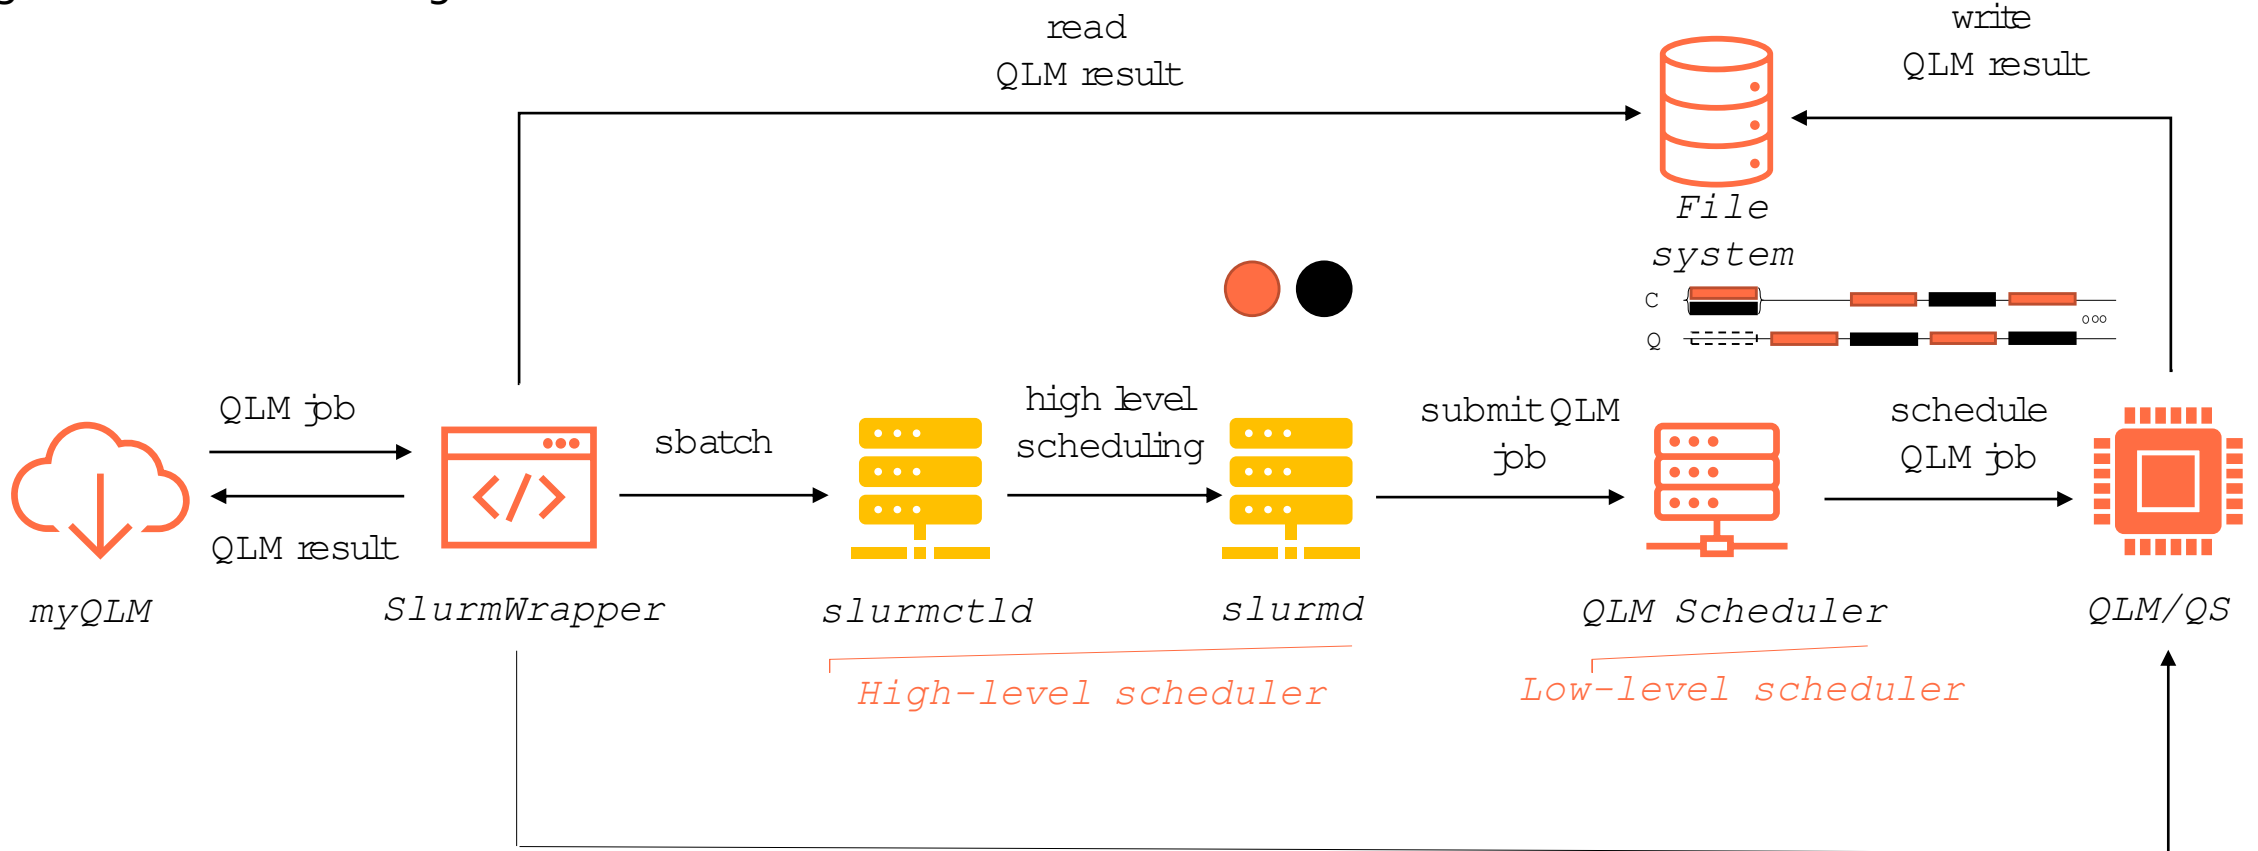 read
QLM result
write
QLM result
File
system
C
Q
QLM job
QLM result
sbatch
high level
scheduling
submit QLM
job
schedule
QLM job
</>
myQLM
SlurmWrapper
slurmctld
slurmd
QLM Scheduler
QLM/QS
High-level scheduler
Low-level scheduler